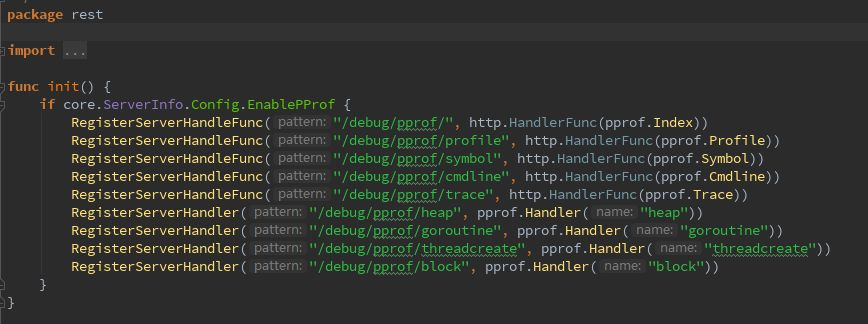 package rest
import ...
func init() {
if core.ServerInfo.Config.EnablePProf {
RegisterServerHandleFunc( pattern: "/debug/pprof/", http.HandlerFunc(pprof.Index))
RegisterServerHandleFunc( pattern: "/debug/pprof/profile", http.HandlerFunc(pprof.Profile))
RegisterServerHandleFunc( pattern: "/debug/pprof/symbol", http.HandlerFunc(pprof.Symbol))
RegisterServerHandleFunc( pattern: "/debug/pprof/cmdline", http.HandlerFunc(pprof.Cmdline))
RegisterServerHandleFunc( pattern: "/debug/pprof/trace", http.HandlerFunc(pprof.Trace))
RegisterServerHandler( pattern: "/debug/pprof/heap", pprof.Handler( name: "heap"))
RegisterServerHandler( pattern: "/debug/pprof/goroutine", pprof.Handler( name: "goroutine"))
RegisterServerHandler( pattern: "/debug/pprof/threadcreate", pprof.Handler( name: "threadcreate"))
RegisterServerHandler( pattern: "/debug/pprof/block", pprof.Handler( name: "block"))
}
}